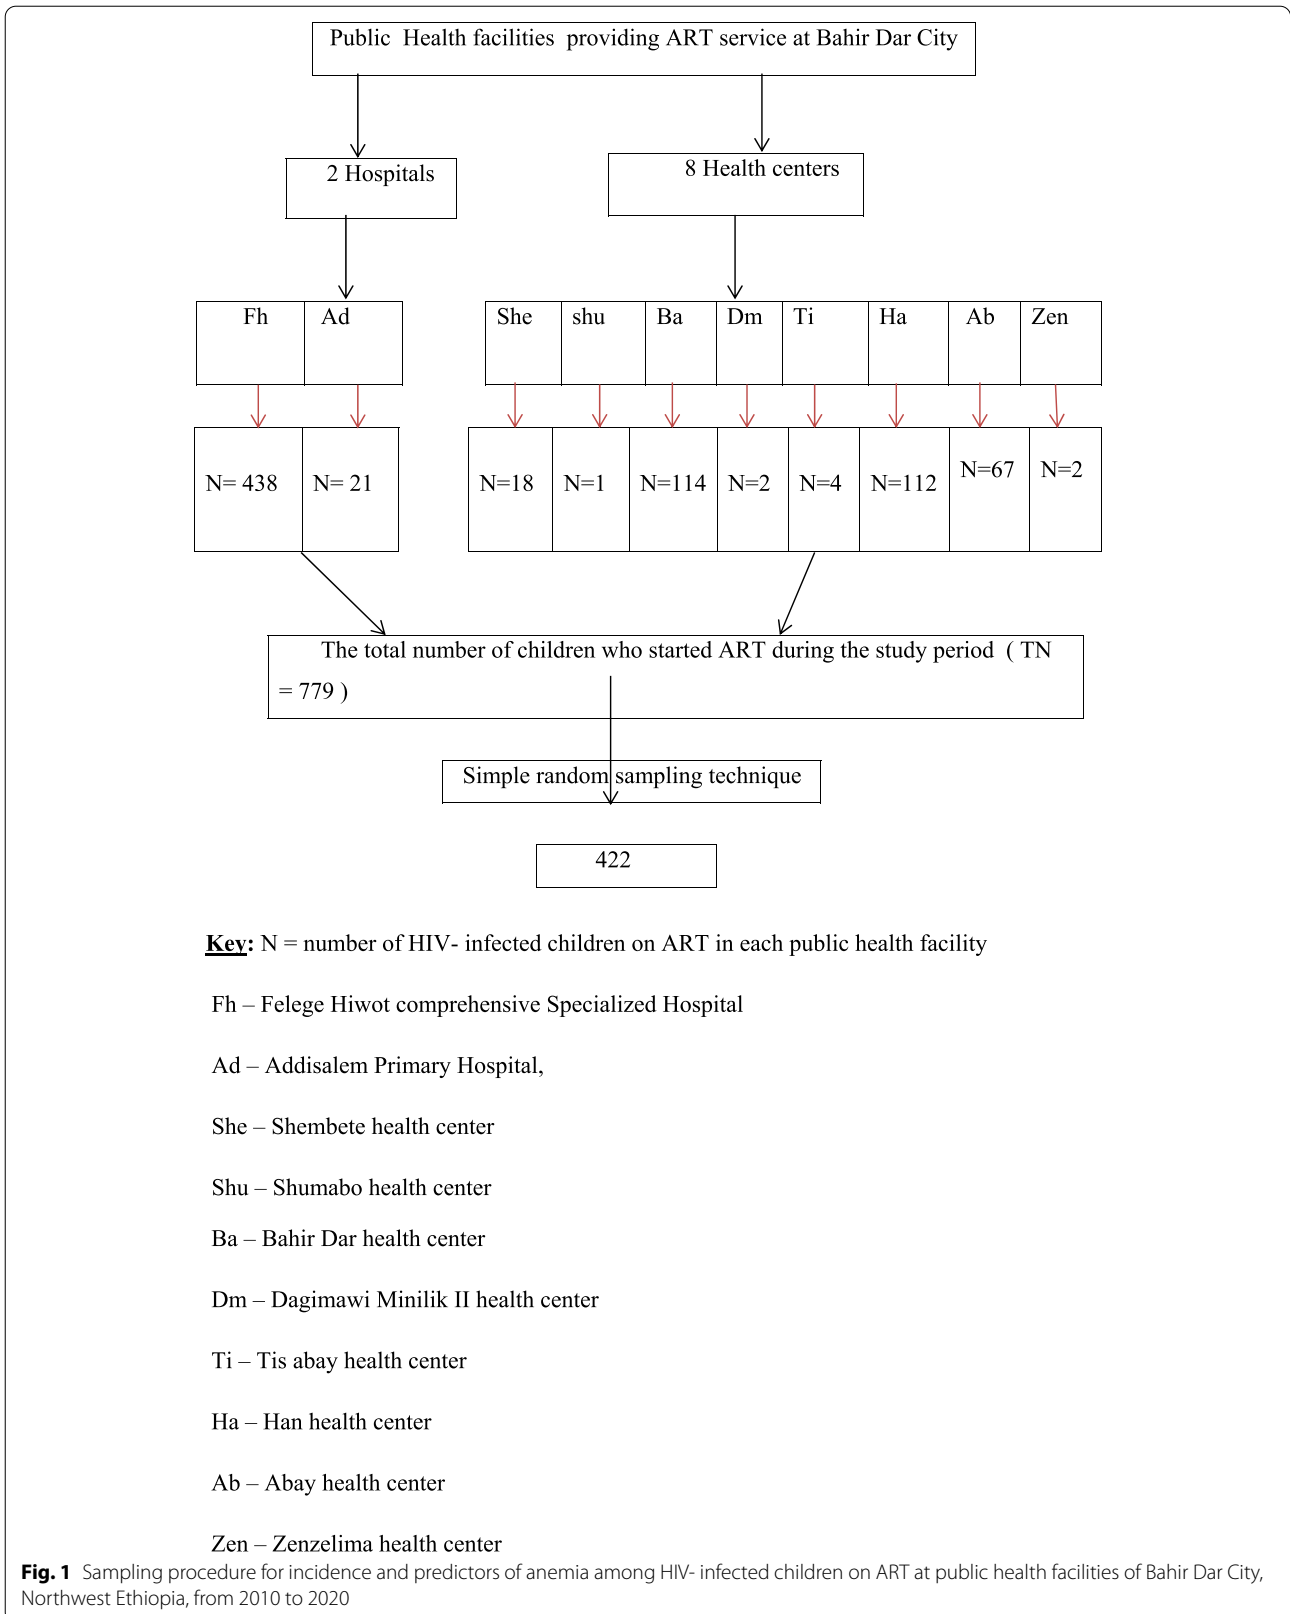 Public Health facilities providing ART service at Bahir Dar City
2 Hospitals
8 Health centers
Fh Ad
She shu Ba Dm Ti Ha Ab Zen
N= 438 N= 21
N=18 N=1 N=114 N=2 N=4 N=112 N=67 N=2
The total number of children who started ART during the study period ( TN
= 779 )
Simple random sampling technique
422
Key: N = number of HIV- infected children on ART in each public health facility
Fh – Felege Hiwot comprehensive Specialized Hospital
Ad – Addisalem Primary Hospital,
She – Shembete health center
Shu – Shumabo health center
Ba – Bahir Dar health center
Dm – Dagimawi Minilik II health center
Ti – Tis abay health center
Ha – Han health center
Ab – Abay health center
Zen – Zenzelima health center
Fig. 1 Sampling procedure for incidence and predictors of anemia among HIV- infected children on ART at public health facilities of Bahir Dar City,
Northwest Ethiopia, from 2010 to 2020